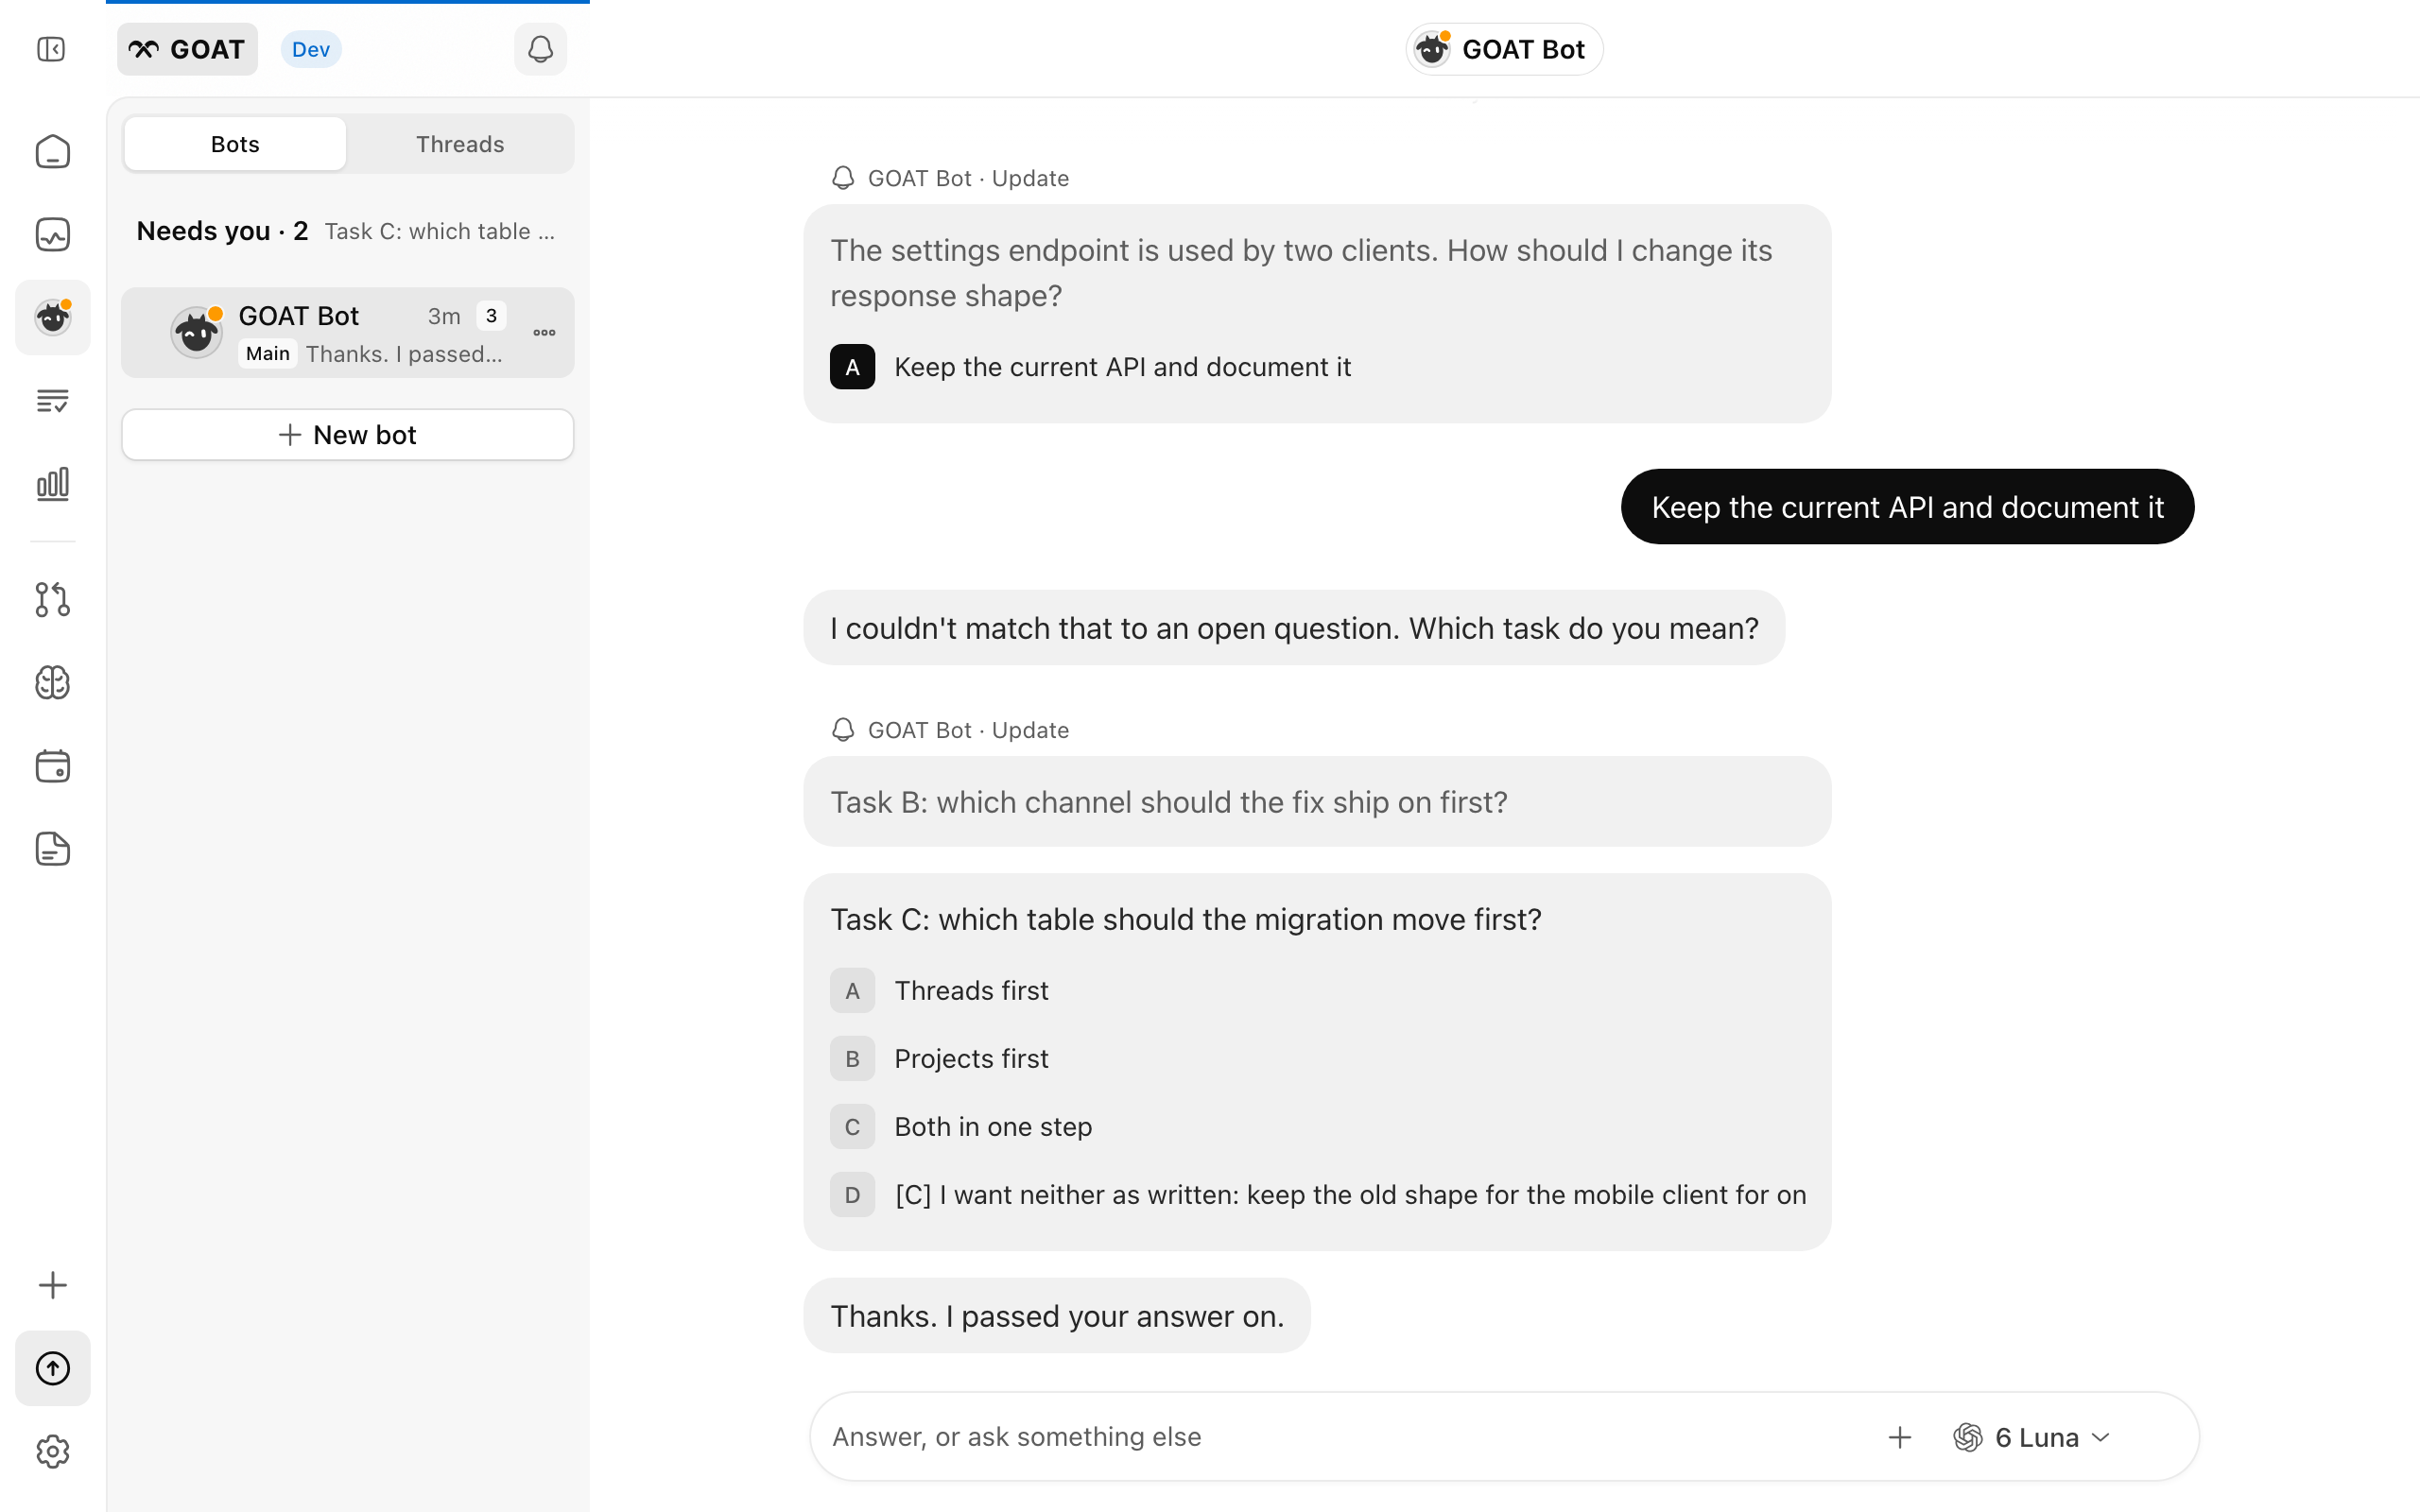 GOAT
Dev
GOAT Bot
Bots
Threads
Needs you · 2 Task C: which table ...
GOAT Bot 3m 3
Main Thanks. I passed...
New bot
GOAT Bot · Update
The settings endpoint is used by two clients. How should I change its
response shape?
A Keep the current API and document it
Keep the current API and document it
I couldn't match that to an open question. Which task do you mean?
GOAT Bot · Update
Task B: which channel should the fix ship on first?
Task C: which table should the migration move first?
A Threads first
B Projects first
C Both in one step
D [C] I want neither as written: keep the old shape for the mobile client for on
Thanks. I passed your answer on.
Answer, or ask something else
6 Luna